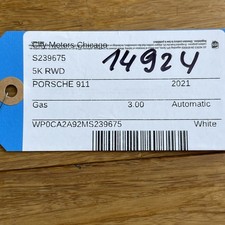 City Motors Chicago
14924
S239675
5K RWD
PORSCHE 911 2021
Gas 3.00 Automatic
WP0CA2A92MS239675 White